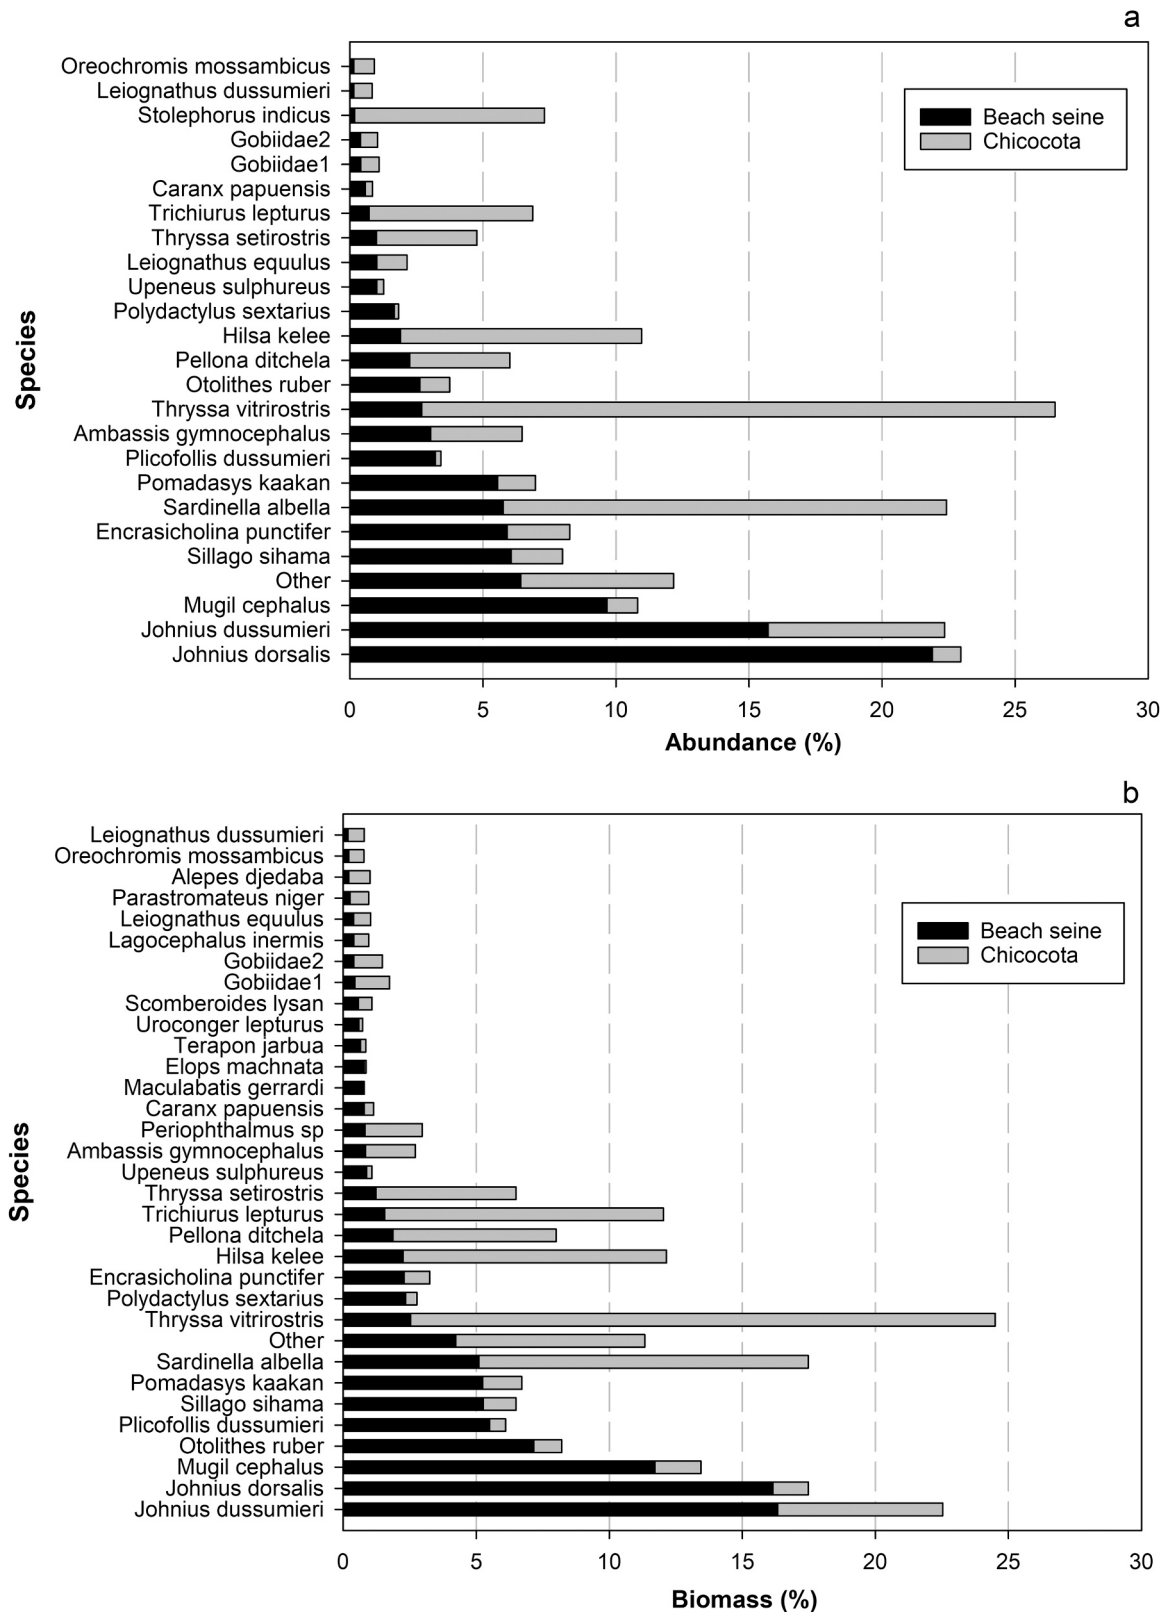 a
Oreochromis mossambicus
Leiognathus dussumieri
Stolephorus indicus
Gobiidae2
Gobiidae1
Caranx papuensis
Trichiurus lepturus
Thryssa setirostris
Leiognathus equulus
Upeneus sulphureus
Polydactylus sextarius
Hilsa kelee
Pellona ditchela
Otolithes ruber
Thryssa vitrirostris
Ambassis gymnocephalus
Plicofollis dussumieri
Pomadasys kaakan
Sardinella albella
Encrasicholina punctifer
Sillago sihama
Other
Mugil cephalus
Johnius dussumieri
Johnius dorsalis
Species
Beach seine
Chicocota
0 5 10 15 20 25 30
Abundance (%)
b
Leiognathus dussumieri
Oreochromis mossambicus
Alepes djedaba
Parastromateus niger
Leiognathus equulus
Lagocephalus inermis
Gobiidae2
Gobiidae1
Scomberoides lysan
Uroconger lepturus
Terapon jarbua
Elops machnata
Maculabatis gerrardi
Caranx papuensis
Periophthalmus sp
Ambassis gymnocephalus
Upeneus sulphureus
Thryssa setirostris
Trichiurus lepturus
Pellona ditchela
Hilsa kelee
Encrasicholina punctifer
Polydactylus sextarius
Thryssa vitrirostris
Other
Sardinella albella
Pomadasys kaakan
Sillago sihama
Plicofollis dussumieri
Otolithes ruber
Mugil cephalus
Johnius dorsalis
Johnius dussumieri
Species
Beach seine
Chicocota
0 5 10 15 20 25 30
Biomass (%)